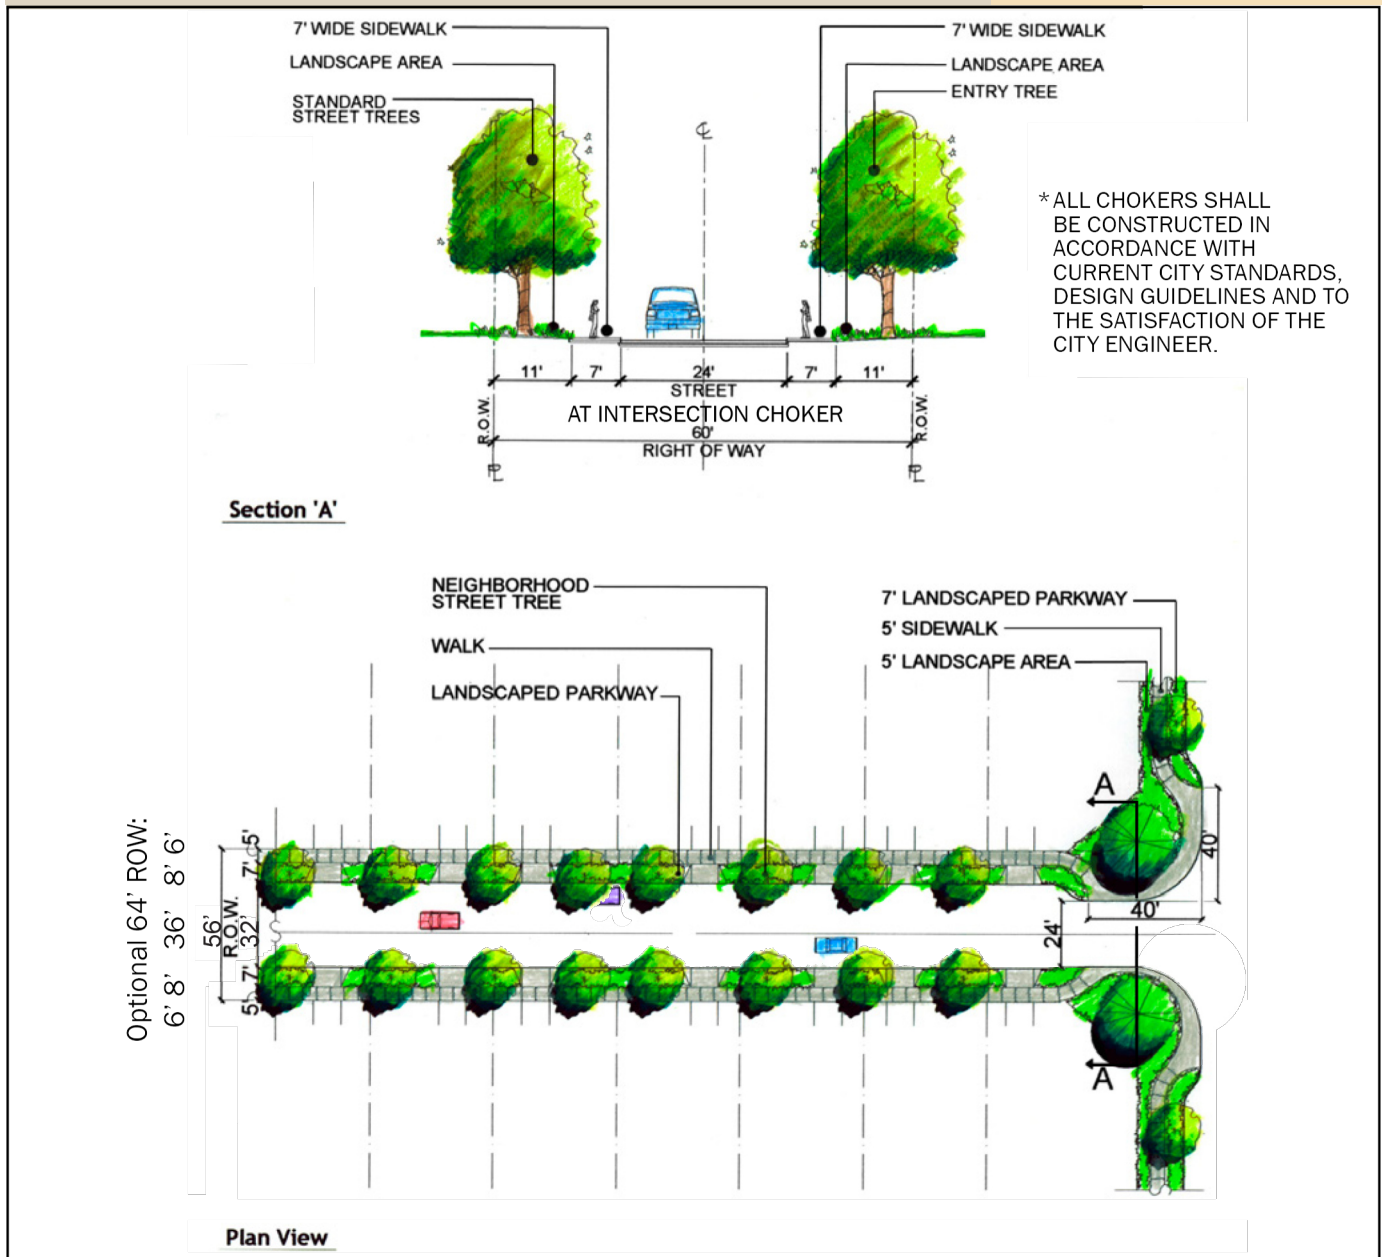 7' WIDE SIDEWALK
LANDSCAPE AREA
STANDARD
STREET TREES
7' WIDE SIDEWALK
LANDSCAPE AREA
ENTRY TREE
℄
* ALL CHOKERS SHALL
BE CONSTRUCTED IN
ACCORDANCE WITH
CURRENT CITY STANDARDS,
DESIGN GUIDELINES AND TO
THE SATISFACTION OF THE
CITY ENGINEER.
11' 7' 24' 7' 11'
STREET
AT INTERSECTION CHOKER
R.O.W.
R.O.W.
60'
RIGHT OF WAY
PL
PL
Section 'A'
NEIGHBORHOOD
STREET TREE
WALK
LANDSCAPED PARKWAY
7' LANDSCAPED PARKWAY
5' SIDEWALK
5' LANDSCAPE AREA
A
40'
40'
24'
A
Optional 64' ROW:
6' 8' 36' 8' 6'
56'
R.O.W.
5' 7' 32' 7' 5'
Plan View